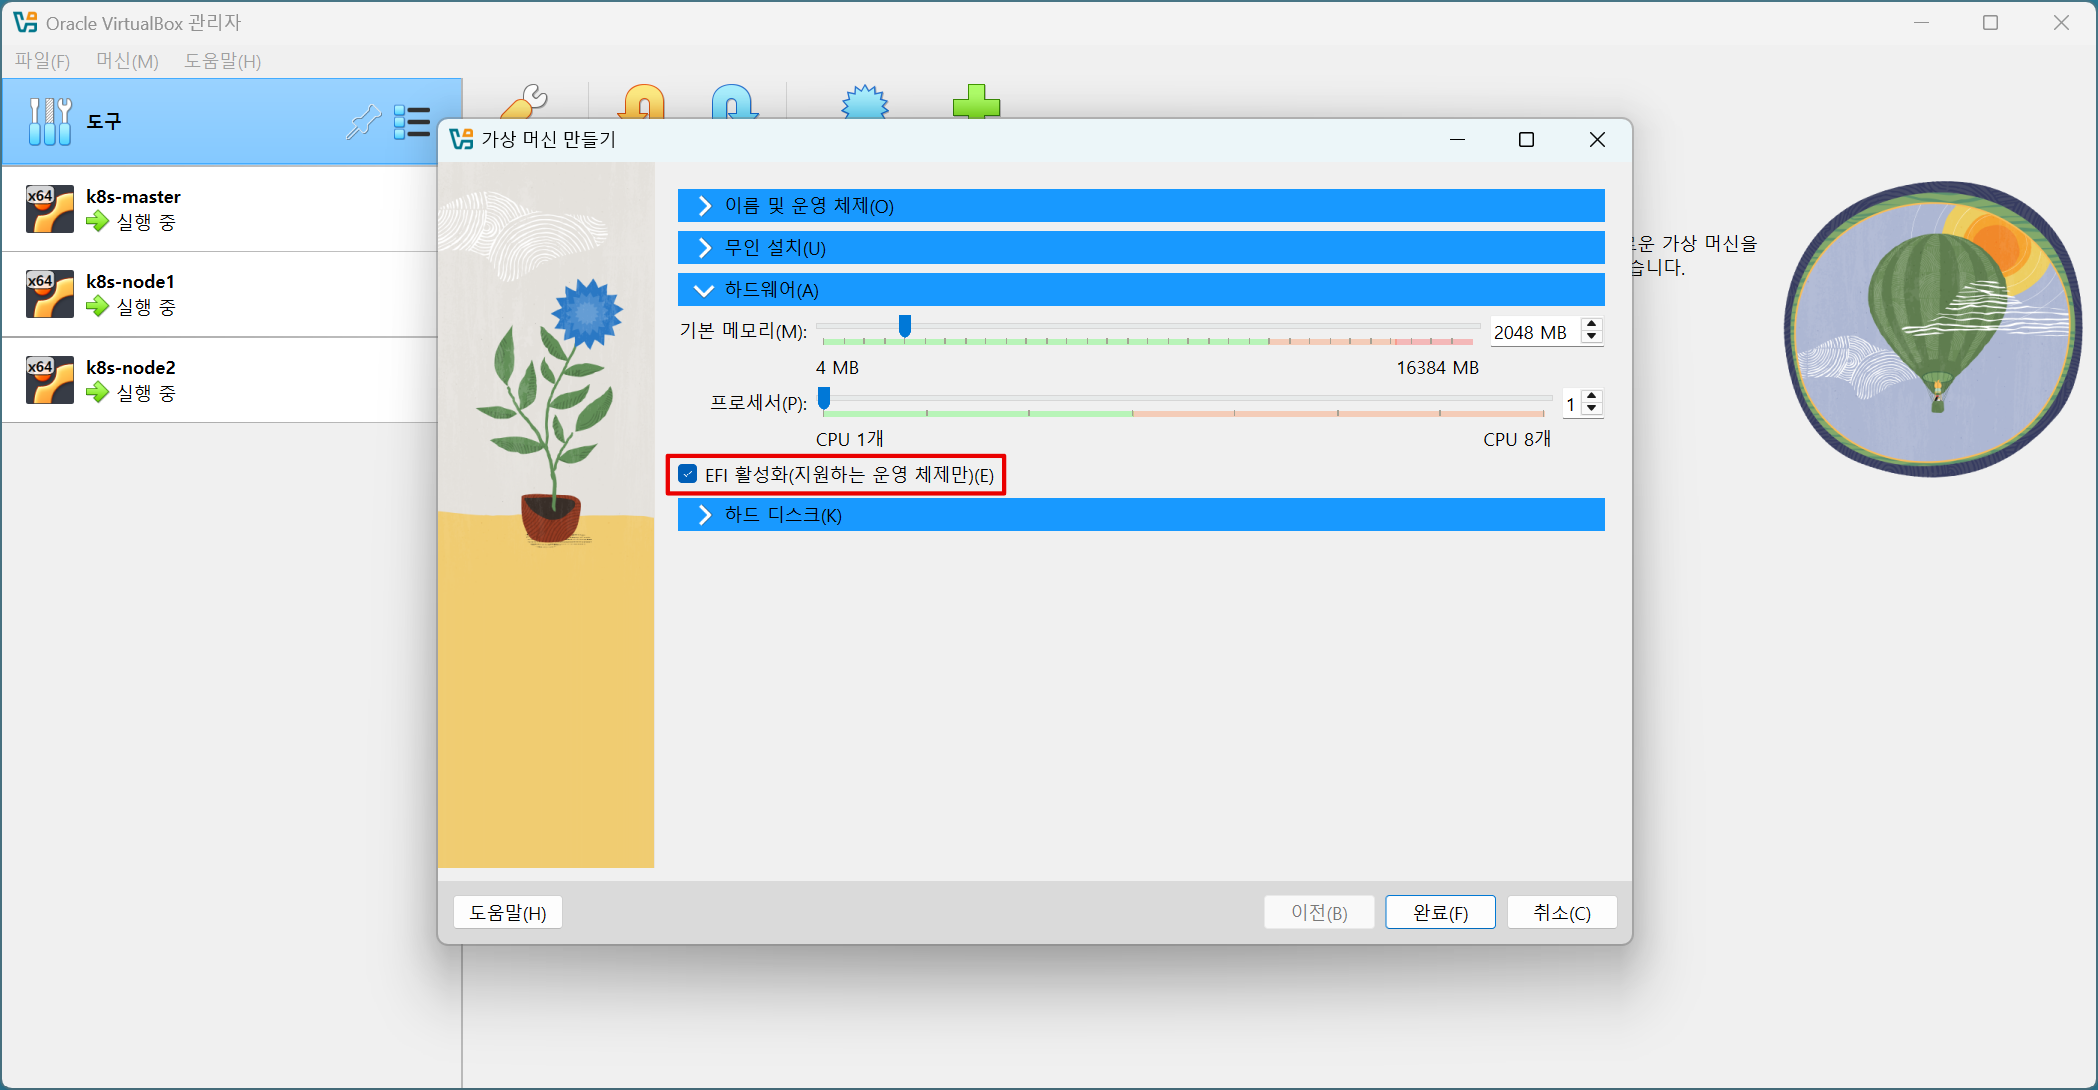 Oracle VirtualBox 관리자
파일(F) 머신(M) 도움말(H)
도구
x64 k8s-master
실행 중
x64 k8s-node1
실행 중
x64 k8s-node2
실행 중
운 가상 머신을
습니다.
가상 머신 만들기
이름 및 운영 체제(O)
무인 설치(U)
하드웨어(A)
기본 메모리(M): 2048 MB
4 MB 16384 MB
프로세서(P): 1
CPU 1개 CPU 8개
EFI 활성화(지원하는 운영 체제만)(E)
하드 디스크(K)
도움말(H) 이전(B) 완료(F) 취소(C)